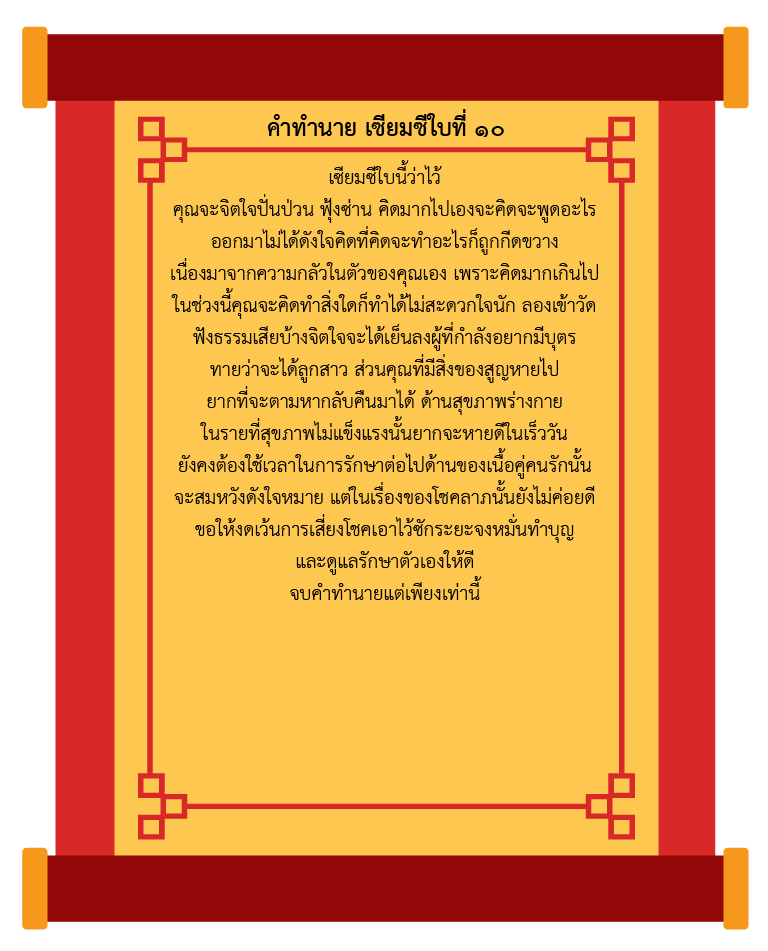 คำทำนาย เซียมซีใบที่ ๑๐
เซียมซีใบนี้ว่าไว้
คุณจะจิตใจปั่นป่วน ฟุ้งซ่าน คิดมากไปเองจะคิดจะพูดอะไร
ออกมาไม่ได้ดังใจคิดที่คิดจะทำอะไรก็ถูกกีดขวาง
เนื่องมาจากความกลัวในตัวของคุณเอง เพราะคิดมากเกินไป
ในช่วงนี้คุณจะคิดทำสิ่งใดก็ทำได้ไม่สะดวกใจนัก ลองเข้าวัด
ฟังธรรมเสียบ้างจิตใจจะได้เย็นลงผู้ที่กำลังอยากมีบุตร
ทายว่าจะได้ลูกสาว ส่วนคุณที่มีสิ่งของสูญหายไป
ยากที่จะตามหากลับคืนมาได้ ด้านสุขภาพร่างกาย
ในรายที่สุขภาพไม่แข็งแรงนั้นยากจะหายดีในเร็ววัน
ยังคงต้องใช้เวลาในการรักษาต่อไปด้านของเนื้อคู่คนรักนั้น
จะสมหวังดังใจหมาย แต่ในเรื่องของโชคลาภนั้นยังไม่ค่อยดี
ขอให้งดเว้นการเสี่ยงโชคเอาไว้ซักระยะจงหมั่นทำบุญ
และดูแลรักษาตัวเองให้ดี
จบคำทำนายแต่เพียงเท่านี้